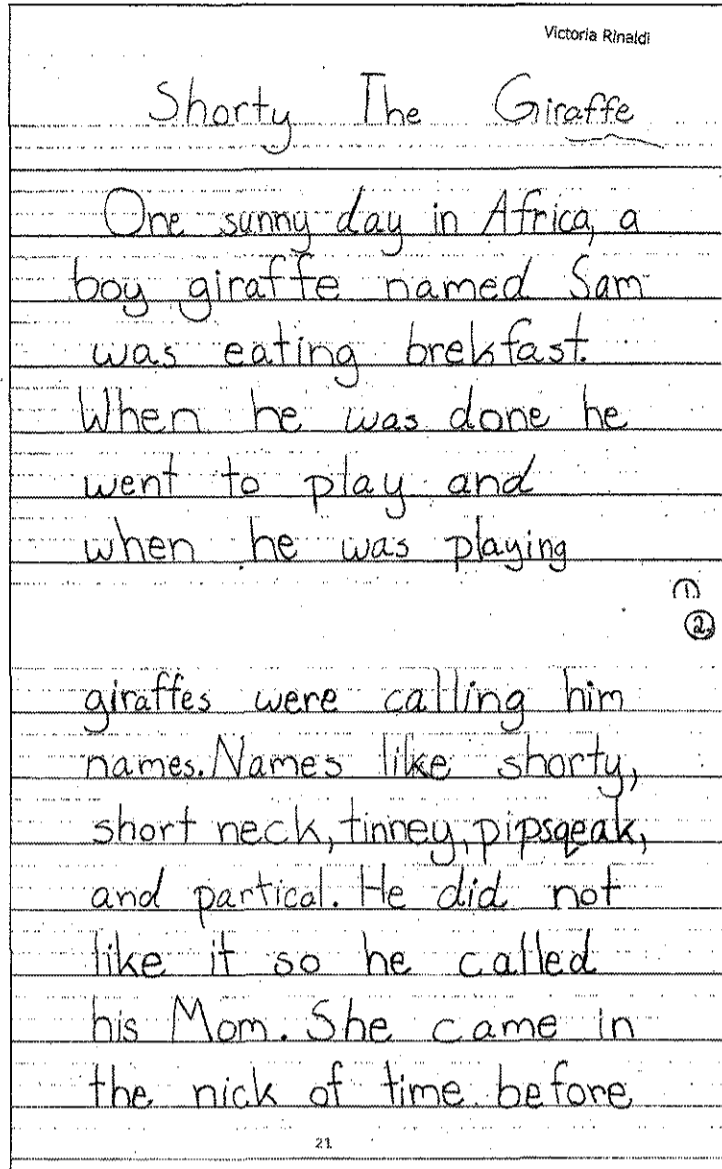 Victoria Rinaldi
Shorty The Giraffe
One sunny day in Africa, a
boy giraffe named Sam
was eating brekfast.
When he was done he
went to play and
when he was playing
1
2.
giraffes were calling him
names. Names like shorty,
short neck, tinney, pipsqeak,
and partical. He did not
like it so he called
his Mom. She came in
the nick of time before
21